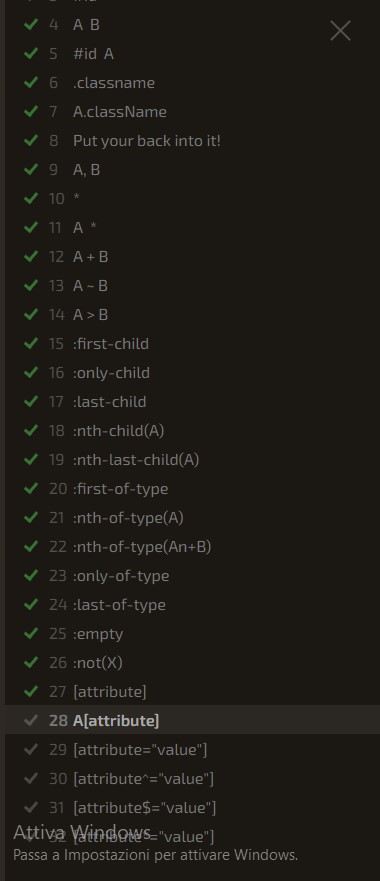 4 A B
5 #id A
6 .classname
7 A.className
8 Put your back into it!
9 A, B
10 *
11 A *
12 A + B
13 A ~ B
14 A > B
15 :first-child
16 :only-child
17 :last-child
18 :nth-child(A)
19 :nth-last-child(A)
20 :first-of-type
21 :nth-of-type(A)
22 :nth-of-type(An+B)
23 :only-of-type
24 :last-of-type
25 :empty
26 :not(X)
27 [attribute]
28 A[attribute]
29 [attribute="value"]
30 [attribute^="value"]
31 [attribute$="value"]
Attiva Windows
Passa a Impostazioni per attivare Windows.